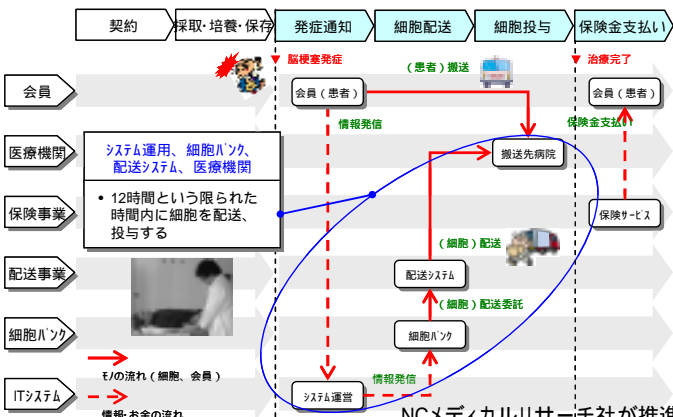 契約
採取・培養・保存
発症通知
細胞配送
細胞投与
保険金支払い
脳梗塞発症
治療完了
(患者)搬送
会員
会員(患者)
会員(患者)
情報発信
保険金支払い
医療機関
システム運用、細胞バンク、
配送システム、医療機関
• 12時間という限られた
時間内に細胞を配送、
投与する
搬送先病院
保険事業
保険サービス
(細胞)配送
配送事業
配送システム
(細胞)配送委託
細胞バンク
細胞バンク
モノの流れ(細胞、会員)
情報発信
ITシステム
システム運営
情報・お金の流れ
NCメディカルリサーチ社が推進